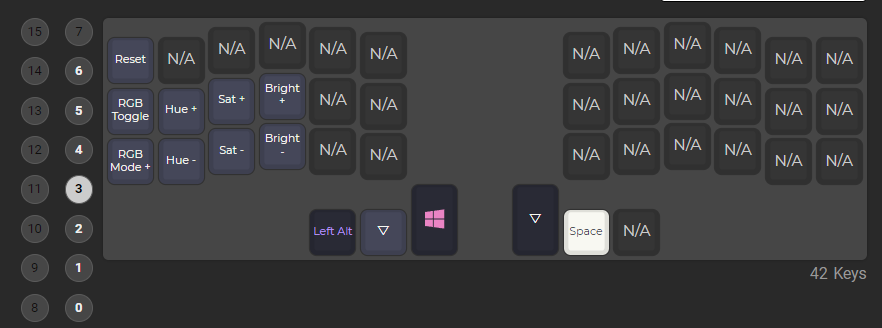 15 7
14 6
13 5
12 4
11 3
10 2
9 1
8 0
Reset N/A N/A N/A N/A N/A N/A N/A N/A N/A N/A N/A
RGB
Toggle Hue + Sat + Bright
+ N/A N/A N/A N/A N/A N/A N/A N/A
RGB
Mode + Hue - Sat - Bright
- N/A N/A N/A N/A N/A N/A N/A N/A
Left Alt ▽ ▽ Space N/A
42 Keys